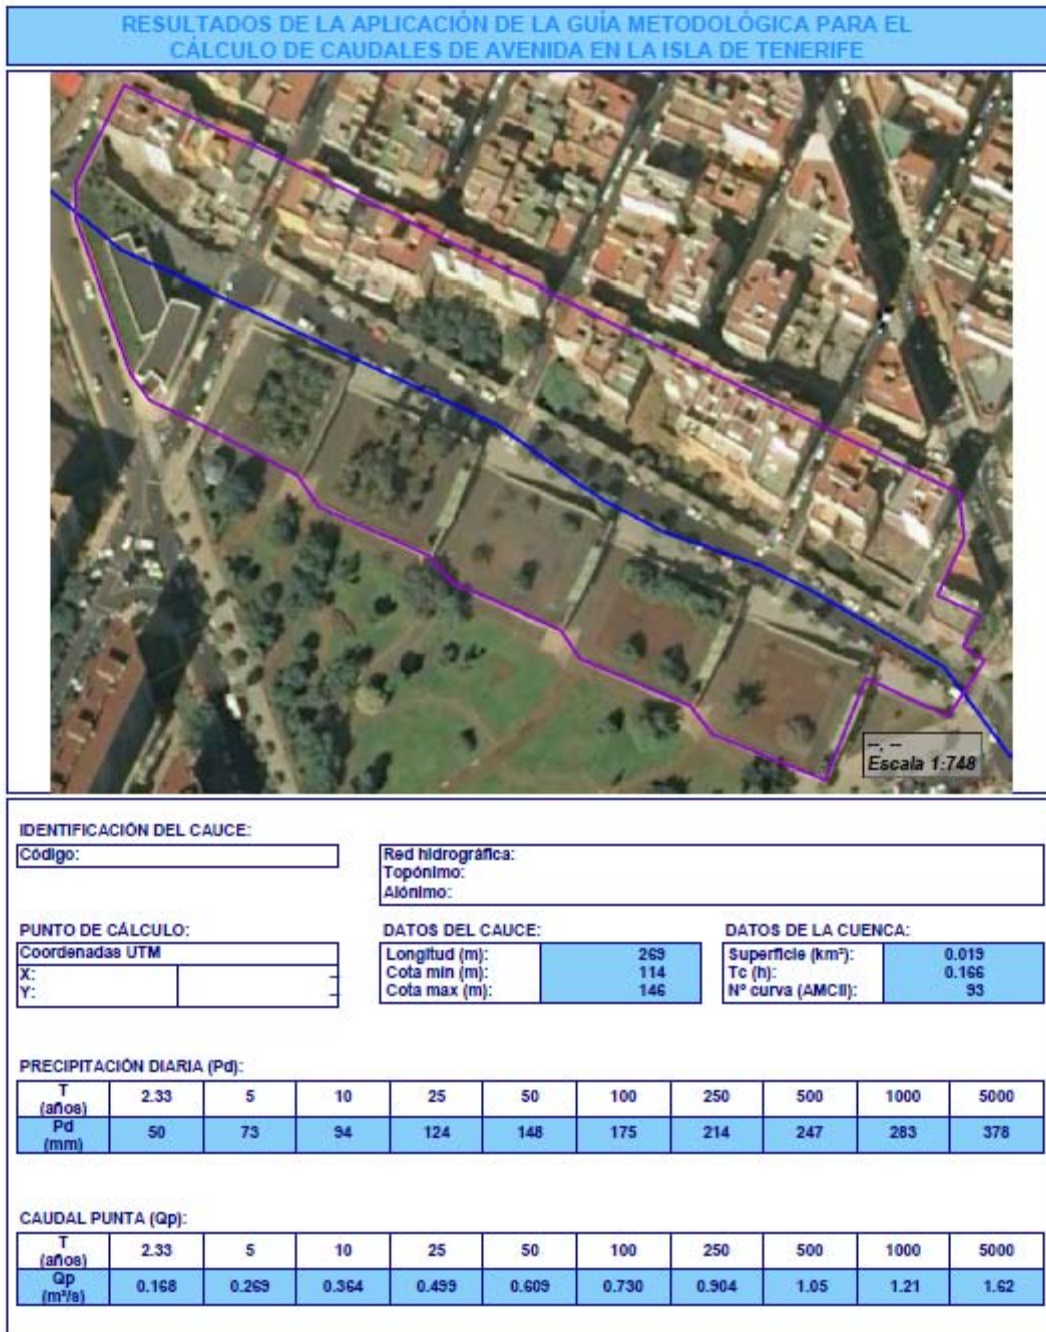 RESULTADOS DE LA APLICACIÓN DE LA GUÍA METODOLÓGICA PARA EL
CÁLCULO DE CAUDALES DE AVENIDA EN LA ISLA DE TENERIFE
--, --
Escala 1:748
IDENTIFICACIÓN DEL CAUCE:
Código:
Red hidrográfica:
Topónimo:
Alónimo:
PUNTO DE CÁLCULO:
Coordenadas UTM
X: --
Y: --
DATOS DEL CAUCE:
Longitud (m): 269
Cota min (m): 114
Cota max (m): 146
DATOS DE LA CUENCA:
Superficie (km²): 0.019
Tc (h): 0.166
Nº curva (AMCII): 93
PRECIPITACIÓN DIARIA (Pd):
T (años) 2.33 5 10 25 50 100 250 500 1000 5000
Pd (mm) 50 73 94 124 148 175 214 247 283 378
CAUDAL PUNTA (Qp):
T (años) 2.33 5 10 25 50 100 250 500 1000 5000
Qp (m³/s) 0.168 0.269 0.364 0.499 0.609 0.730 0.904 1.05 1.21 1.62